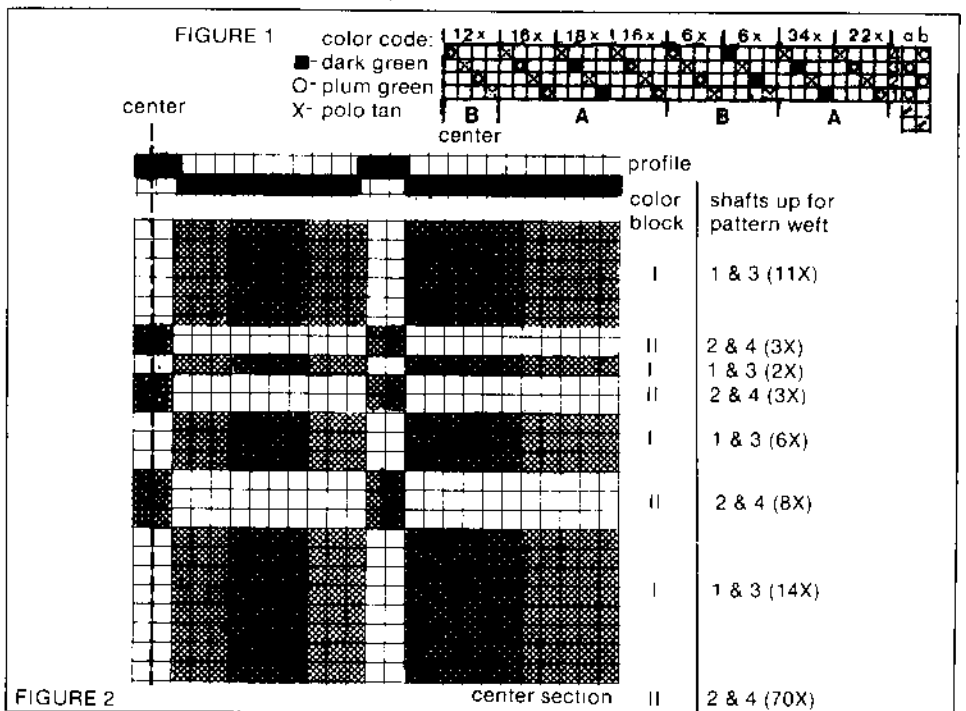 FIGURE 1
color code:
■- dark green
O- plum green
X- polo tan
12x 16x 18x 16x 6x 6x 34x 22x a b
B A B A
center
center
profile
color block
shafts up for pattern weft
I 1 & 3 (11X)
II 2 & 4 (3X)
I 1 & 3 (2X)
II 2 & 4 (3X)
I 1 & 3 (6X)
II 2 & 4 (8X)
I 1 & 3 (14X)
center section II 2 & 4 (70X)
FIGURE 2